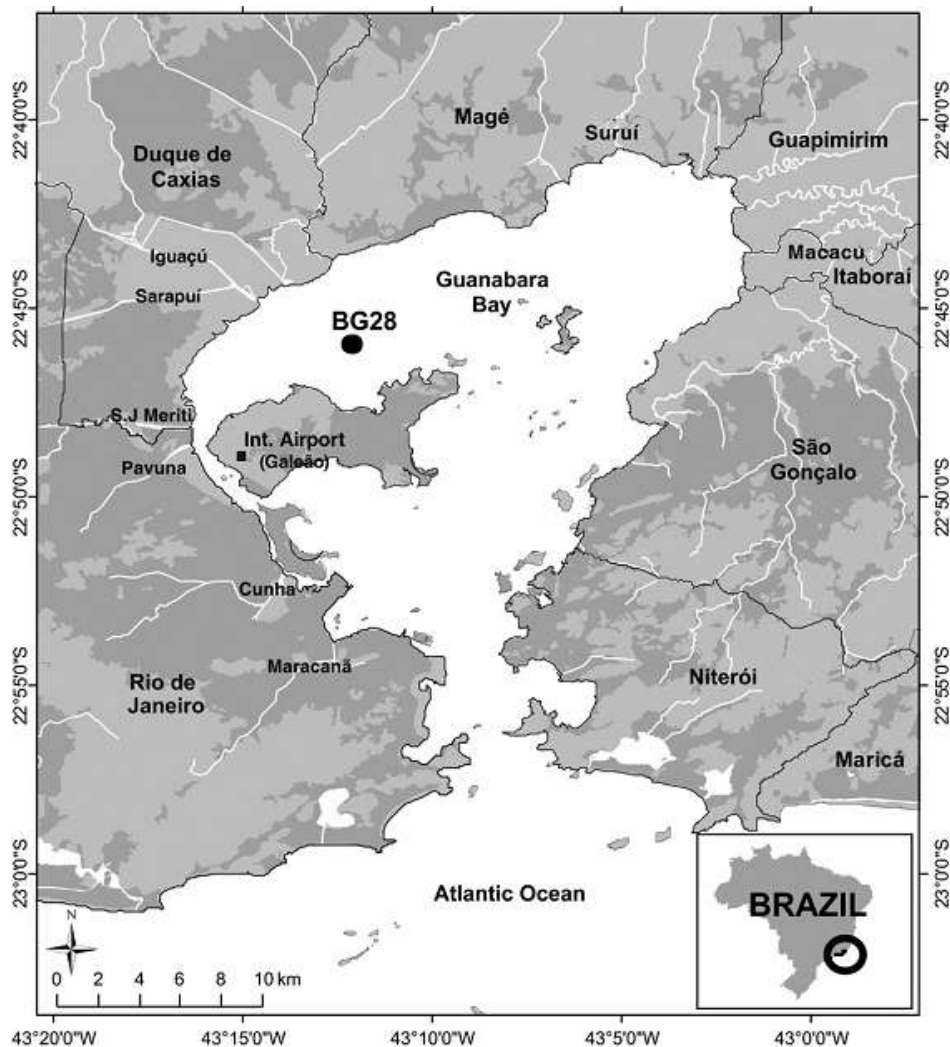 Magé
Suruí
Guapimirim
Duque de
Caxias
Macacu
Itaboraí
Iguaçú
Sarapuí
Guanabara
Bay
BG28
S.J Meriti
Int. Airport
(Galeão)
Pavuna
São
Gonçalo
Cunha
Maracanã
Rio de
Janeiro
Niterói
Maricá
Atlantic Ocean
BRAZIL
N
0 2 4 6 8 10 km
22°40'0"S
22°45'0"S
22°50'0"S
22°55'0"S
23°0'0"S
22°40'0"S
22°45'0"S
22°50'0"S
22°55'0"S
23°0'0"S
43°20'0"W 43°15'0"W 43°10'0"W 43°5'0"W 43°0'0"W